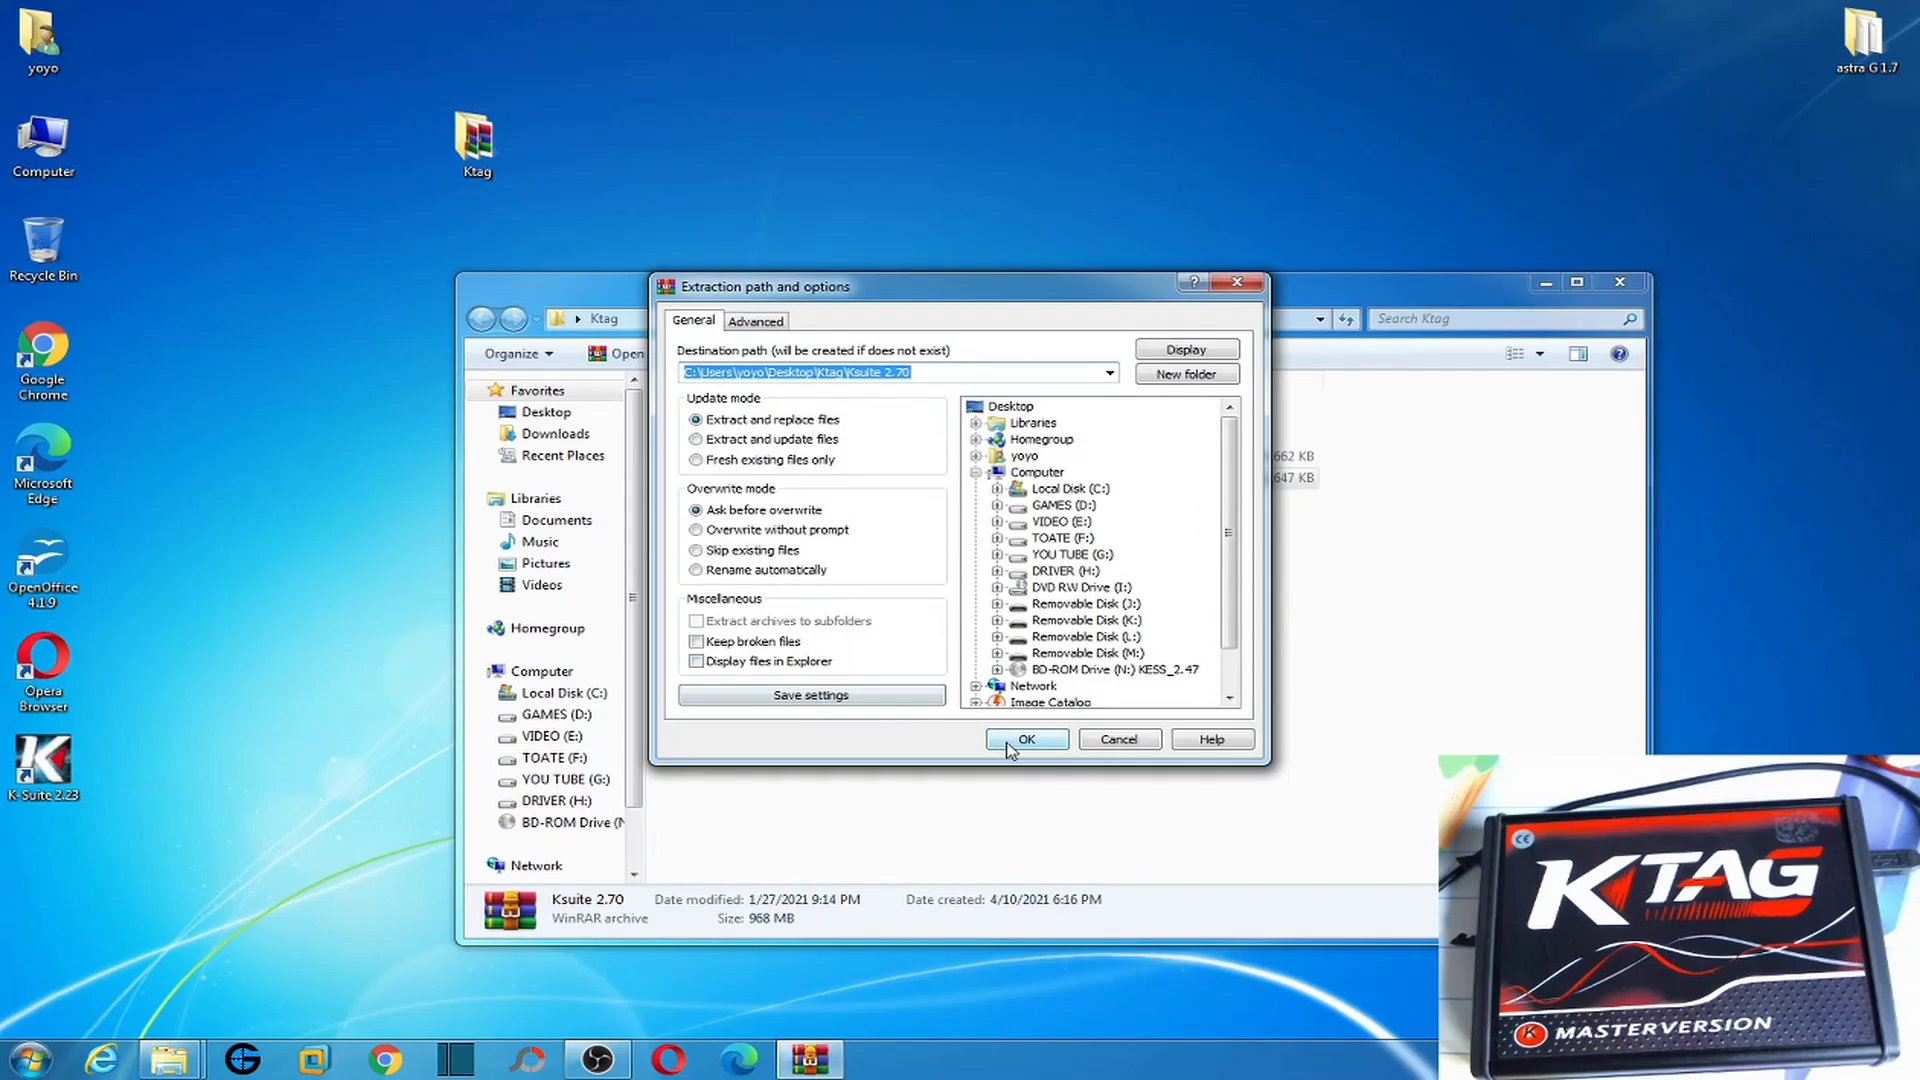 yoyo
Computer
Recycle Bin
Google
Chrome
Microsoft
Edge
OpenOffice
4.1.9
Opera
Browser
K-Suite 2.23
Ktag
astra G 1.7
Ktag
Search Ktag
Organize
Open
Favorites
Desktop
Downloads
Recent Places
Libraries
Documents
Music
Pictures
Videos
Homegroup
Computer
Local Disk (C:)
GAMES (D:)
VIDEO (E:)
TOATE (F:)
YOU TUBE (G:)
DRIVER (H:)
BD-ROM Drive (N
Network
662 KB
647 KB
Ksuite 2.70 Date modified: 1/27/2021 9:14 PM Date created: 4/10/2021 6:16 PM
WinRAR archive Size: 968 MB
Extraction path and options
General Advanced
Destination path (will be created if does not exist)
C:\Users\yoyo\Desktop\Ktag\Ksuite 2.70
Display
New folder
Update mode
Extract and replace files
Extract and update files
Fresh existing files only
Overwrite mode
Ask before overwrite
Overwrite without prompt
Skip existing files
Rename automatically
Miscellaneous
Extract archives to subfolders
Keep broken files
Display files in Explorer
Save settings
Desktop
Libraries
Homegroup
yoyo
Computer
Local Disk (C:)
GAMES (D:)
VIDEO (E:)
TOATE (F:)
YOU TUBE (G:)
DRIVER (H:)
DVD RW Drive (I:)
Removable Disk (J:)
Removable Disk (K:)
Removable Disk (L:)
Removable Disk (M:)
BD-ROM Drive (N:) KESS_2.47
Network
Image Catalog
OK Cancel Help
CE
KTAG
K MASTERVERSION